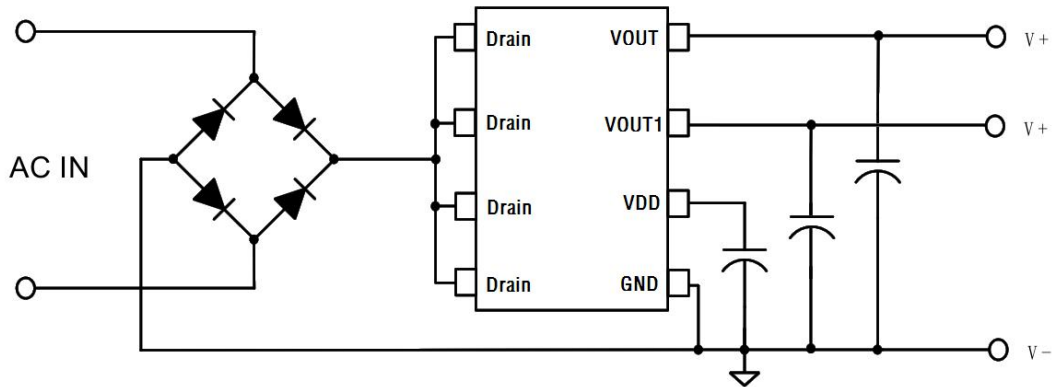 Drain VOUT V+
Drain VOUT1 V+
AC IN
Drain VDD
Drain GND
V-